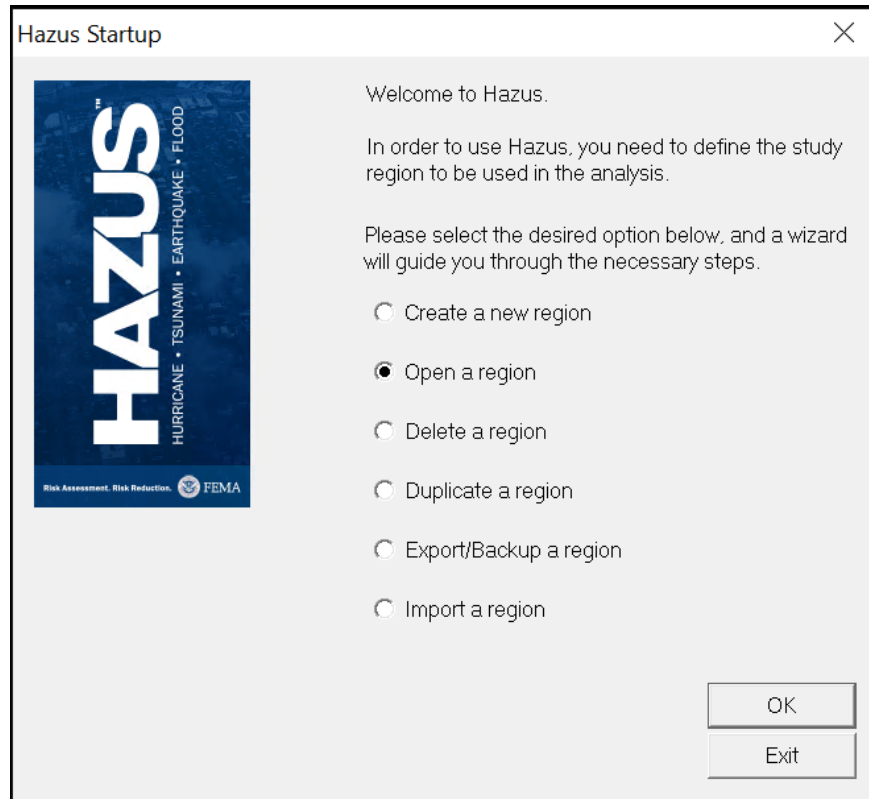 Hazus Startup
HAZUS™
HURRICANE • TSUNAMI • EARTHQUAKE • FLOOD
Risk Assessment. Risk Reduction. FEMA
Welcome to Hazus.
In order to use Hazus, you need to define the study
region to be used in the analysis.
Please select the desired option below, and a wizard
will guide you through the necessary steps.
Create a new region
Open a region
Delete a region
Duplicate a region
Export/Backup a region
Import a region
OK
Exit